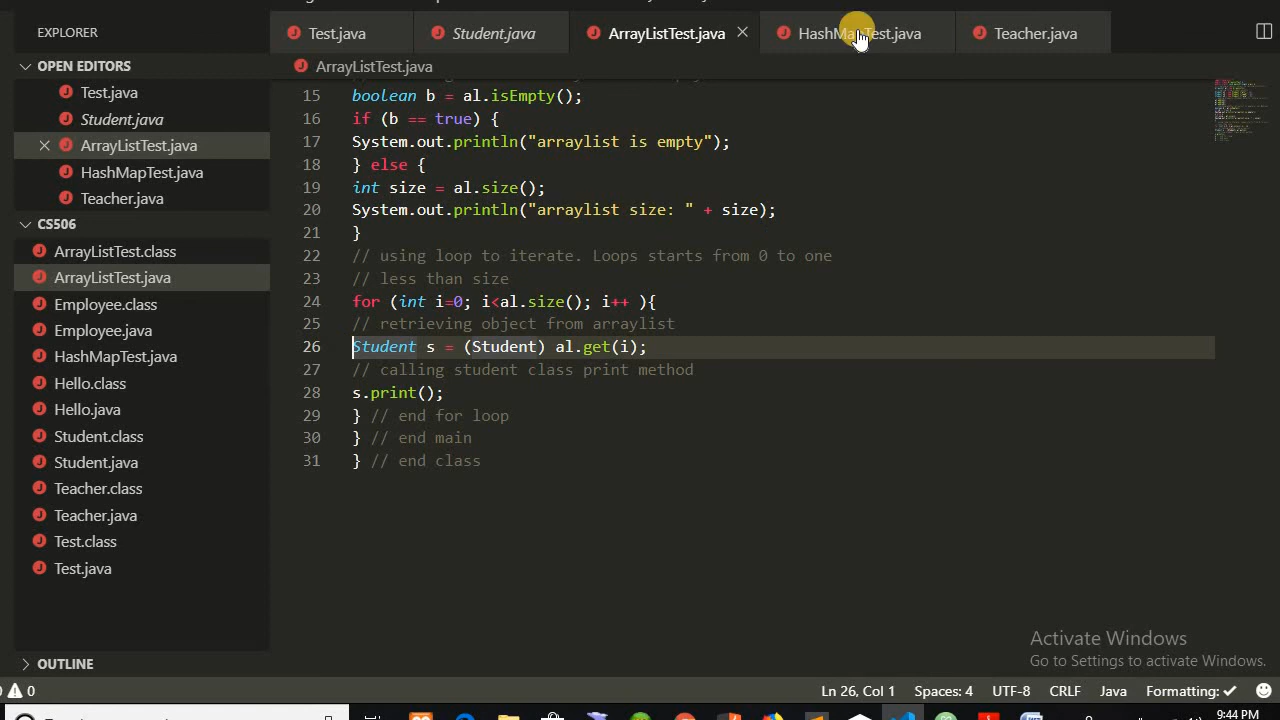 EXPLORER
Test.java
Student.java
ArrayListTest.java
HashMapTest.java
Teacher.java
OPEN EDITORS
Test.java
Student.java
ArrayListTest.java
HashMapTest.java
Teacher.java
CS506
ArrayListTest.class
ArrayListTest.java
Employee.class
Employee.java
HashMapTest.java
Hello.class
Hello.java
Student.class
Student.java
Teacher.class
Teacher.java
Test.class
Test.java
OUTLINE
ArrayListTest.java
15 boolean b = al.isEmpty();
16 if (b == true) {
17 System.out.println("arraylist is empty");
18 } else {
19 int size = al.size();
20 System.out.println("arraylist size: " + size);
21 }
22 // using loop to iterate. Loops starts from 0 to one
23 // less than size
24 for (int i=0; i<al.size(); i++ ){
25 // retrieving object from arraylist
26 Student s = (Student) al.get(i);
27 // calling student class print method
28 s.print();
29 } // end for loop
30 } // end main
31 } // end class
Activate Windows
Go to Settings to activate Windows.
0 Ln 26, Col 1 Spaces: 4 UTF-8 CRLF Java Formatting: ✓
9:44 PM